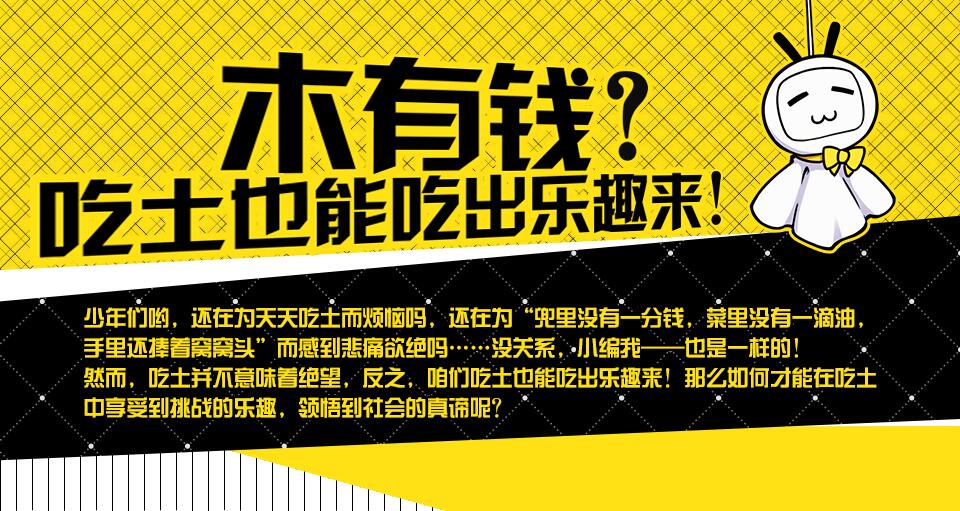 木有钱?
吃土也能吃出乐趣来!
少年们哟，还在为天天吃土而烦恼吗，还在为“兜里没有一分钱，菜里没有一滴油，
手里还捧着窝窝头”而感到悲痛欲绝吗……没关系，小编我——也是一样的！
然而，吃土并不意味着绝望，反之，咱们吃土也能吃出乐趣来！那么如何才能在吃土
中享受到挑战的乐趣，领悟到社会的真谛呢？